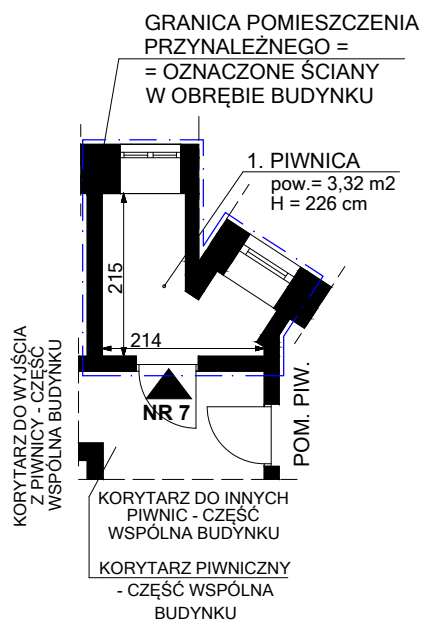 GRANICA POMIESZCZENIA
PRZYNALEŻNEGO =
= OZNACZONE ŚCIANY
W OBRĘBIE BUDYNKU
1. PIWNICA
pow.= 3,32 m2
H = 226 cm
215
214
NR 7
POM. PIW.
KORYTARZ DO WYJŚCIA
Z PIWNICY - CZĘŚĆ
WSPÓLNA BUDYNKU
KORYTARZ DO INNYCH
PIWNIC - CZĘŚĆ
WSPÓLNA BUDYNKU
KORYTARZ PIWNICZNY
- CZĘŚĆ WSPÓLNA
BUDYNKU